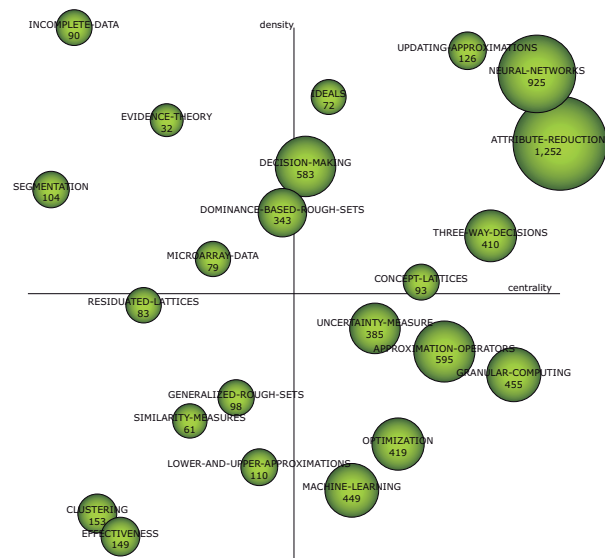 INCOMPLETE-DATA
90
density
UPDATING-APPROXIMATIONS
126
NEURAL-NETWORKS
925
IDEALS
72
EVIDENCE-THEORY
32
ATTRIBUTE-REDUCTION
1,252
DECISION-MAKING
583
SEGMENTATION
104
DOMINANCE-BASED-ROUGH-SETS
343
THREE-WAY-DECISIONS
410
MICROARRAY-DATA
79
CONCEPT-LATTICES
93
centrality
RESIDUATED-LATTICES
83
UNCERTAINTY-MEASURE
385
APPROXIMATION-OPERATORS
595
GRANULAR-COMPUTING
455
GENERALIZED-ROUGH-SETS
98
SIMILARITY-MEASURES
61
OPTIMIZATION
419
LOWER-AND-UPPER-APPROXIMATIONS
110
MACHINE-LEARNING
449
CLUSTERING
153
EFFECTIVENESS
149